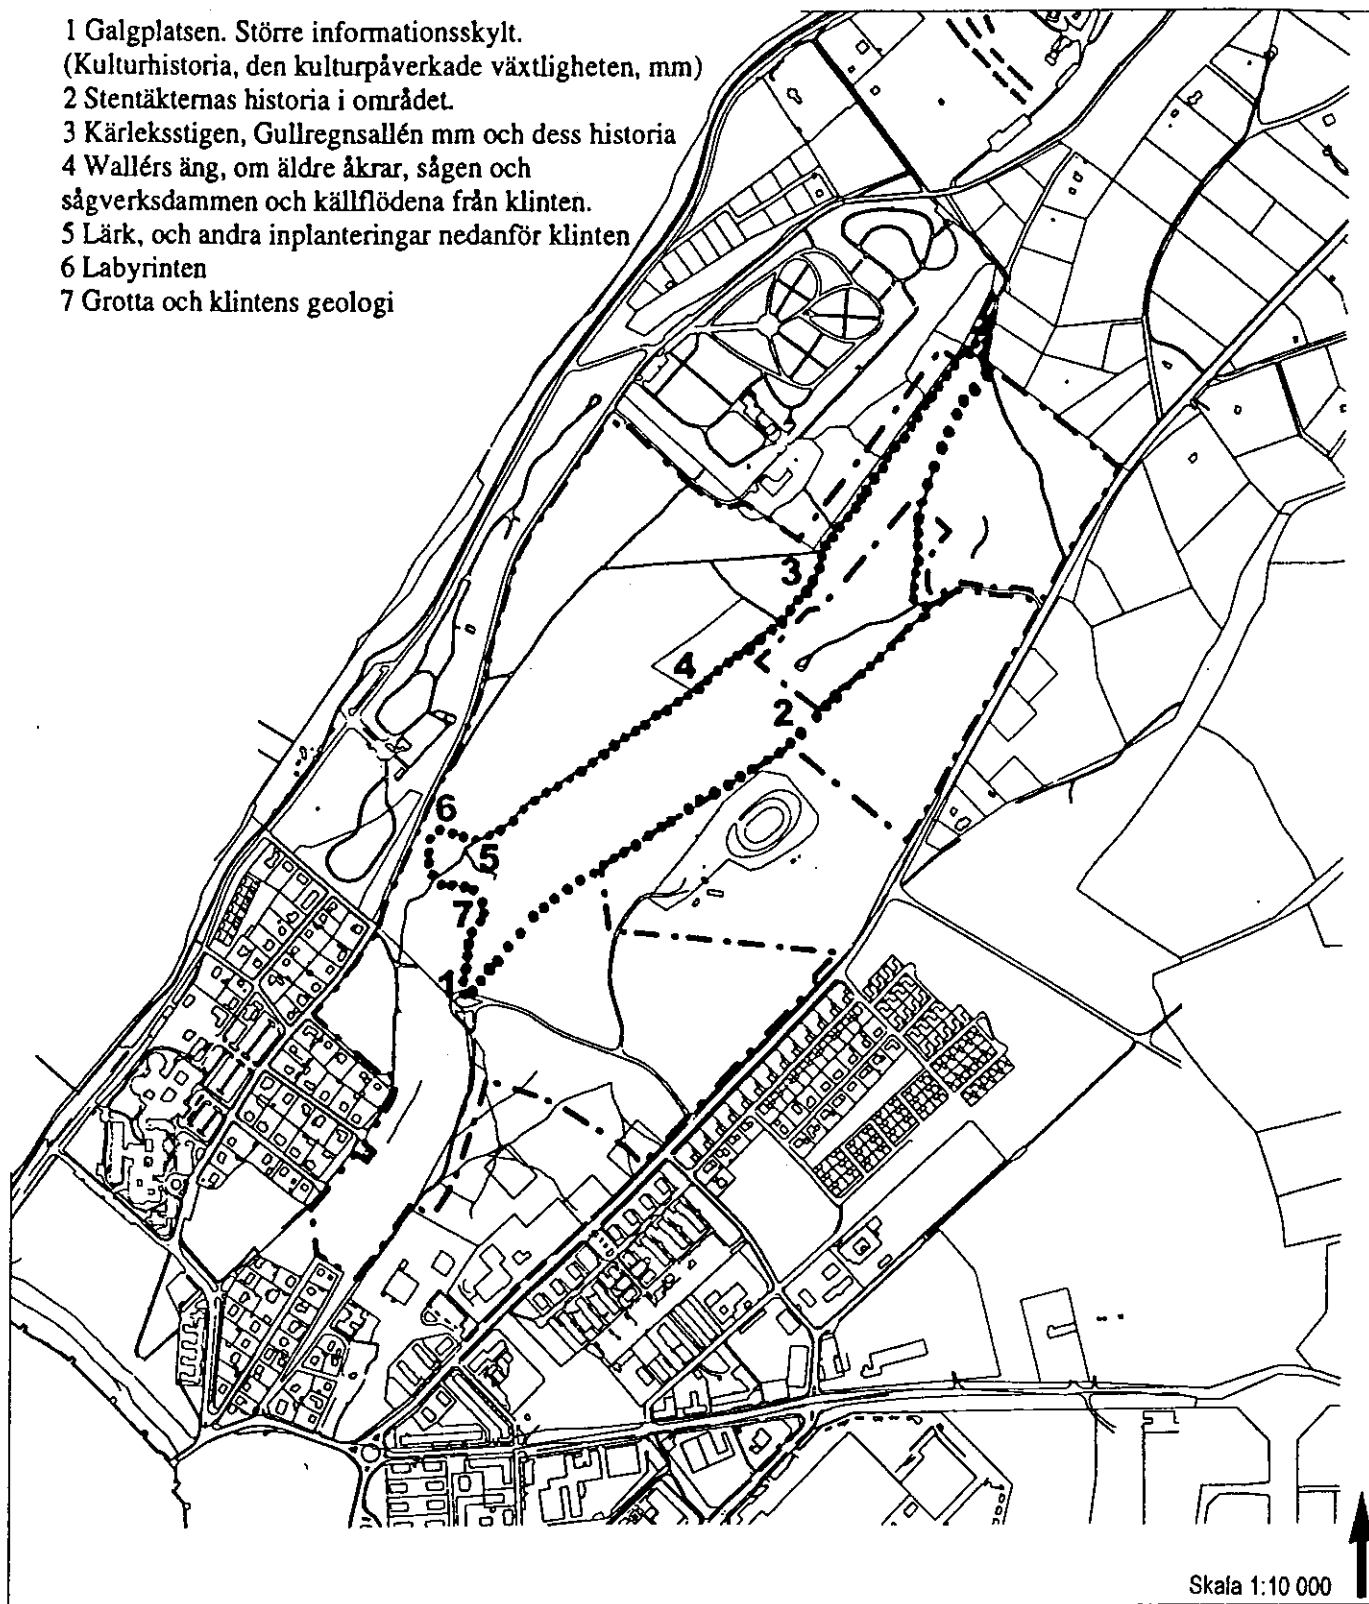 1 Galgplatsen. Större informationsskylt.
(Kulturhistoria, den kulturpåverkade växtligheten, mm)
2 Stentäkternas historia i området.
3 Kärleksstigen, Gullregnsallén mm och dess historia
4 Wallérs äng, om äldre åkrar, sågen och
sågverksdammen och källflödena från klinten.
5 Lärk, och andra inplanteringar nedanför klinten
6 Labyrinten
7 Grotta och klintens geologi
3
4
2
6
5
7
1
Skala 1:10 000